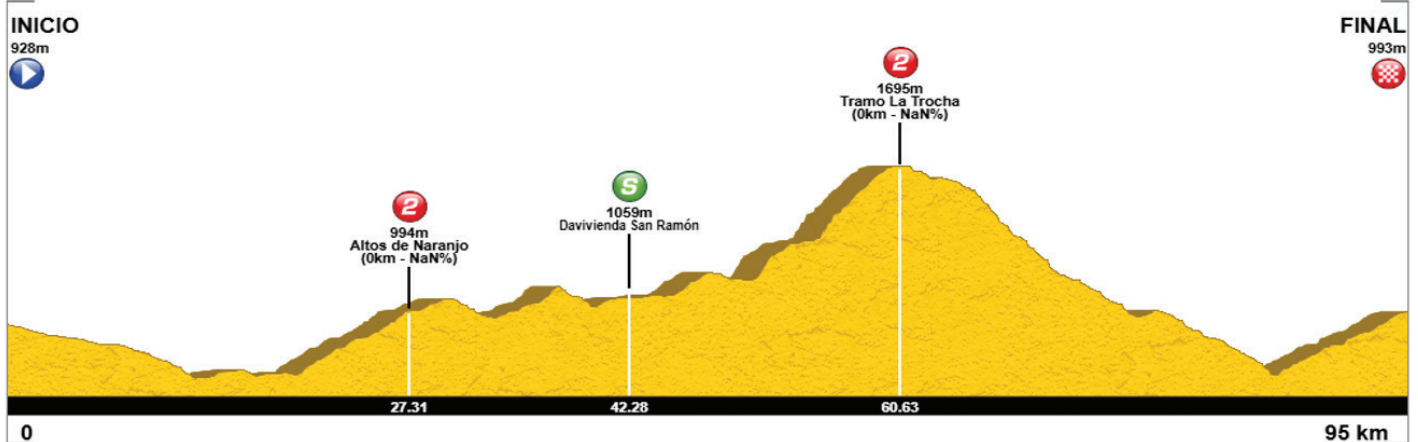 INICIO
928m
FINAL
993m
2
1695m
Tramo La Trocha
(0km - NaN%)
S
1059m
Davivienda San Ramón
2
994m
Altos de Naranjo
(0km - NaN%)
27.31
42.28
60.63
0
95 km